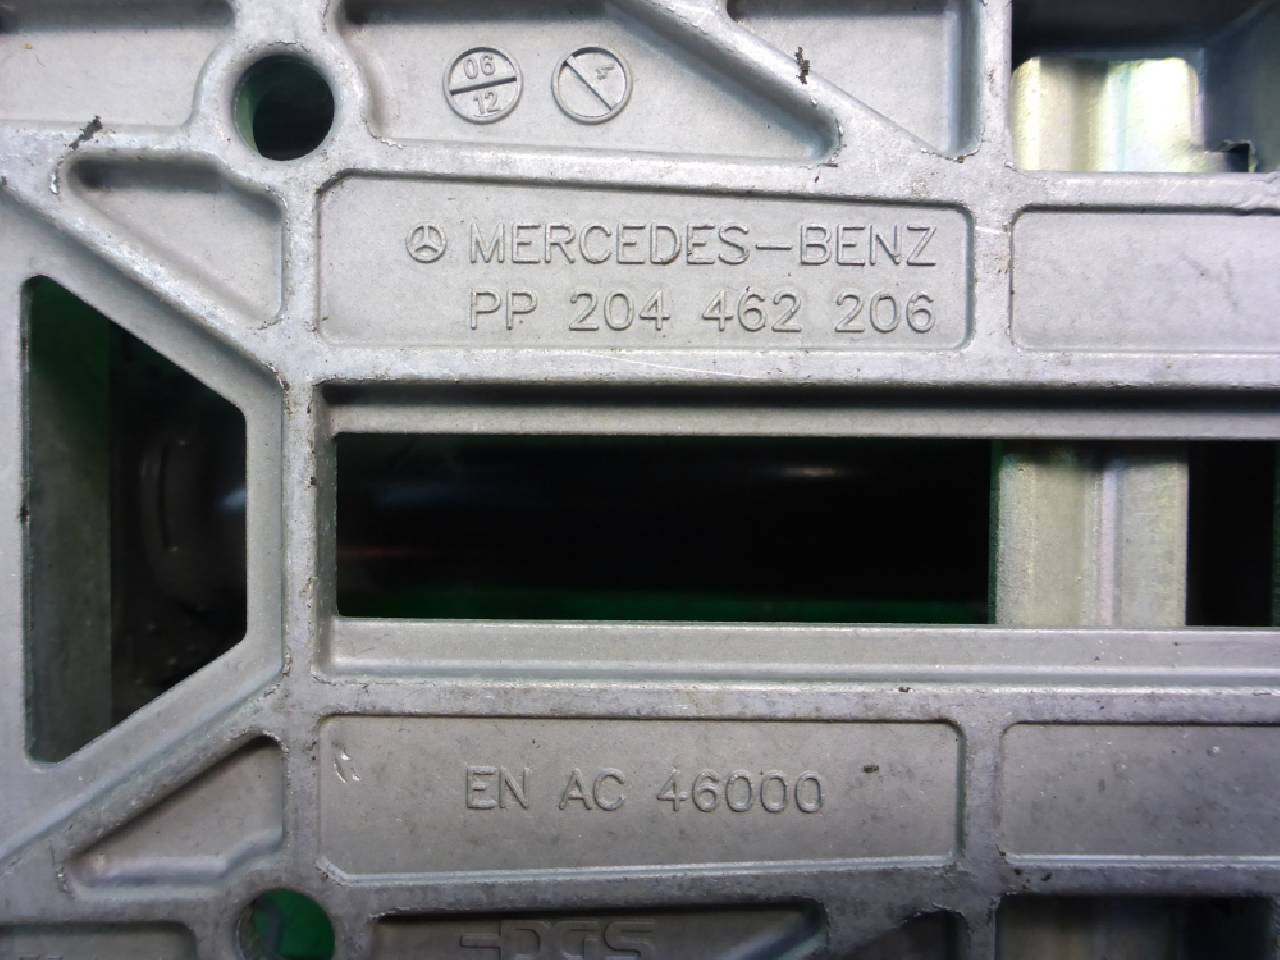 06
12
MERCEDES-BENZ
PP 204 462 206
EN AC 46000